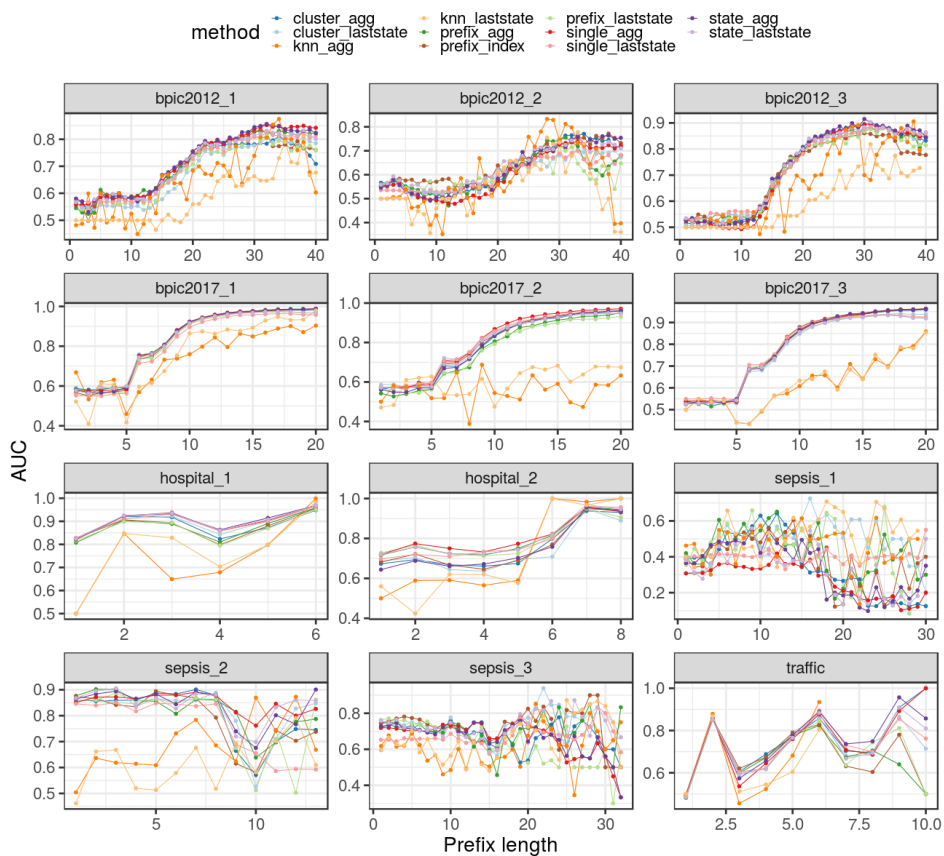 method
cluster_agg knn_laststate prefix_laststate state_agg
cluster_laststate prefix_agg single_agg state_laststate
knn_agg prefix_index single_laststate
bpic2012_1 bpic2012_2 bpic2012_3
0.8 0.7 0.6 0.5
0 10 20 30 40
0.8 0.7 0.6 0.5 0.4
0 10 20 30 40
0.9 0.8 0.7 0.6 0.5
0 10 20 30 40
bpic2017_1 bpic2017_2 bpic2017_3
1.0 0.8 0.6 0.4
5 10 15 20
1.0 0.8 0.6 0.4
5 10 15 20
0.9 0.8 0.7 0.6 0.5
5 10 15 20
AUC
hospital_1 hospital_2 sepsis_1
1.0 0.9 0.8 0.7 0.6 0.5
2 4 6
1.0 0.8 0.6 0.4
2 4 6 8
0.6 0.4 0.2
0 10 20 30
sepsis_2 sepsis_3 traffic
0.9 0.8 0.7 0.6 0.5
5 10
0.8 0.6 0.4
0 10 20 30
1.0 0.8 0.6
2.5 5.0 7.5 10.0
Prefix length